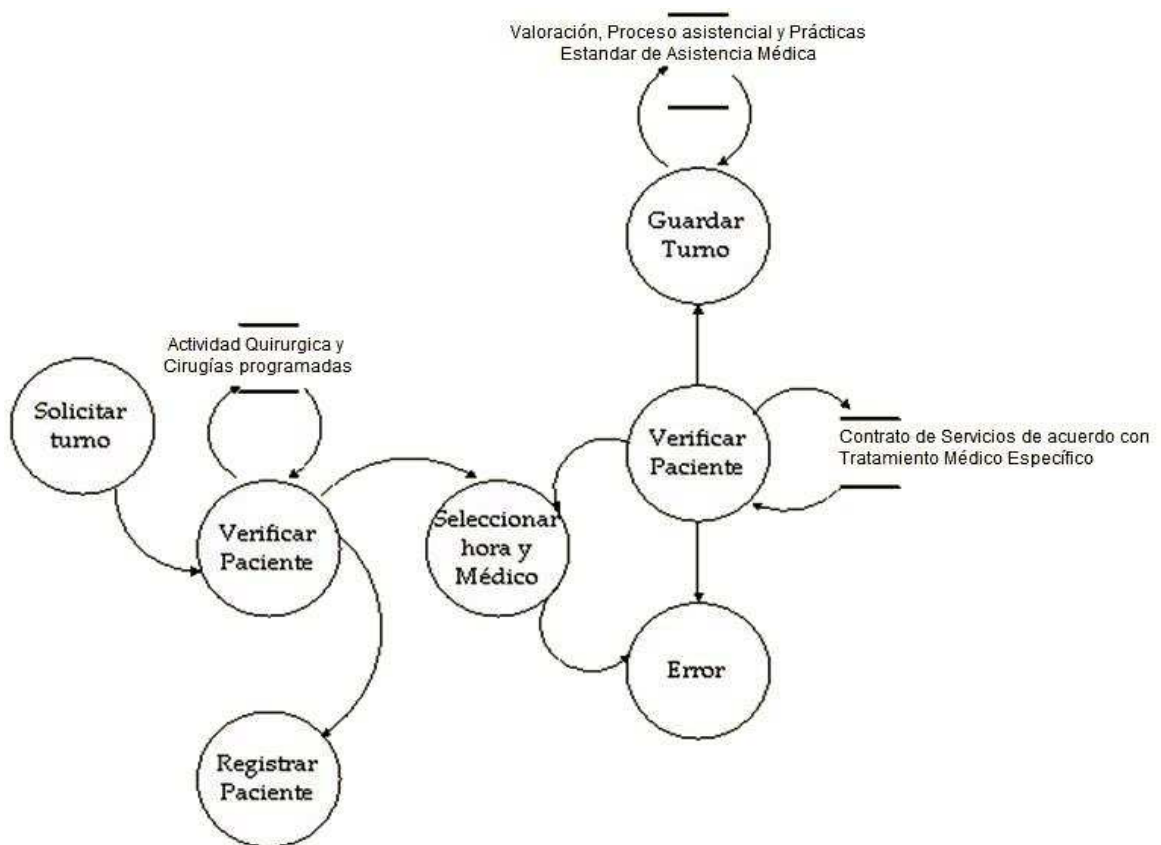 Valoración, Proceso asistencial y Prácticas
Estandar de Asistencia Médica
Guardar
Turno
Actividad Quirurgica y
Cirugías programadas
Solicitar
turno
Verificar
Paciente
Contrato de Servicios de acuerdo con
Tratamiento Médico Específico
Verificar
Paciente
Seleccionar
hora y
Médico
Error
Registrar
Paciente